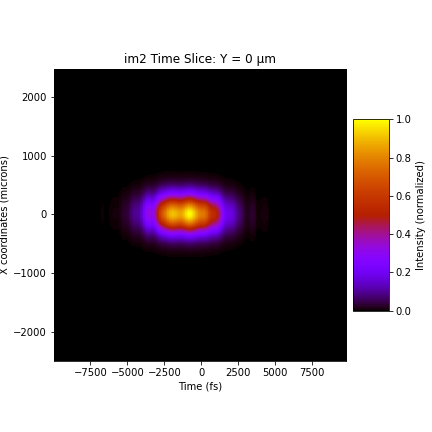 im2 Time Slice: Y = 0 μm
2000
1000
0
−1000
−2000
X coordinates (microns)
−7500 −5000 −2500 0 2500 5000 7500
Time (fs)
1.0
0.8
0.6
0.4
0.2
0.0
Intensity (normalized)